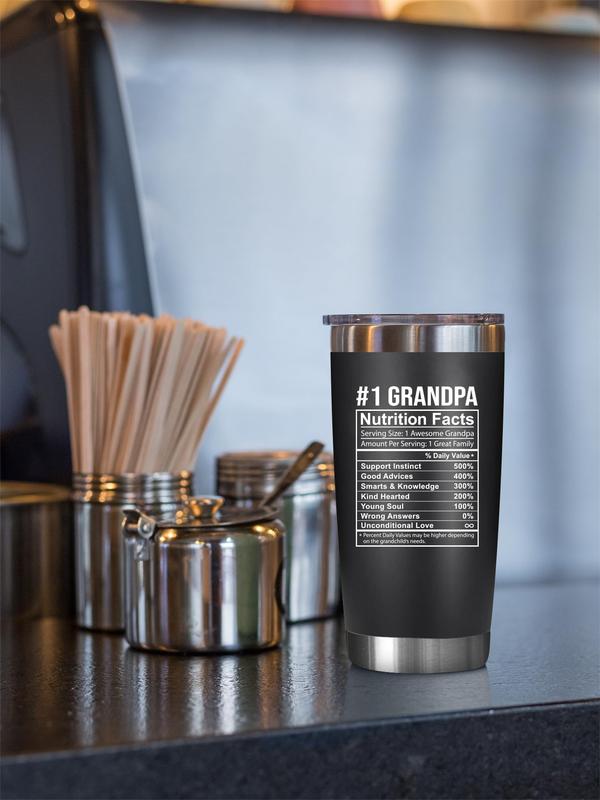 #1 GRANDPA
Nutrition Facts
Serving Size: 1 Awesome Grandpa
Amount Per Serving: 1 Great Family
% Daily Value*
Support Instinct 500%
Good Advices 400%
Smarts & Knowledge 300%
Kind Hearted 200%
Young Soul 100%
Wrong Answers 0%
Unconditional Love ∞
* Percent Daily Values may be higher depending
on the grandchild's needs.